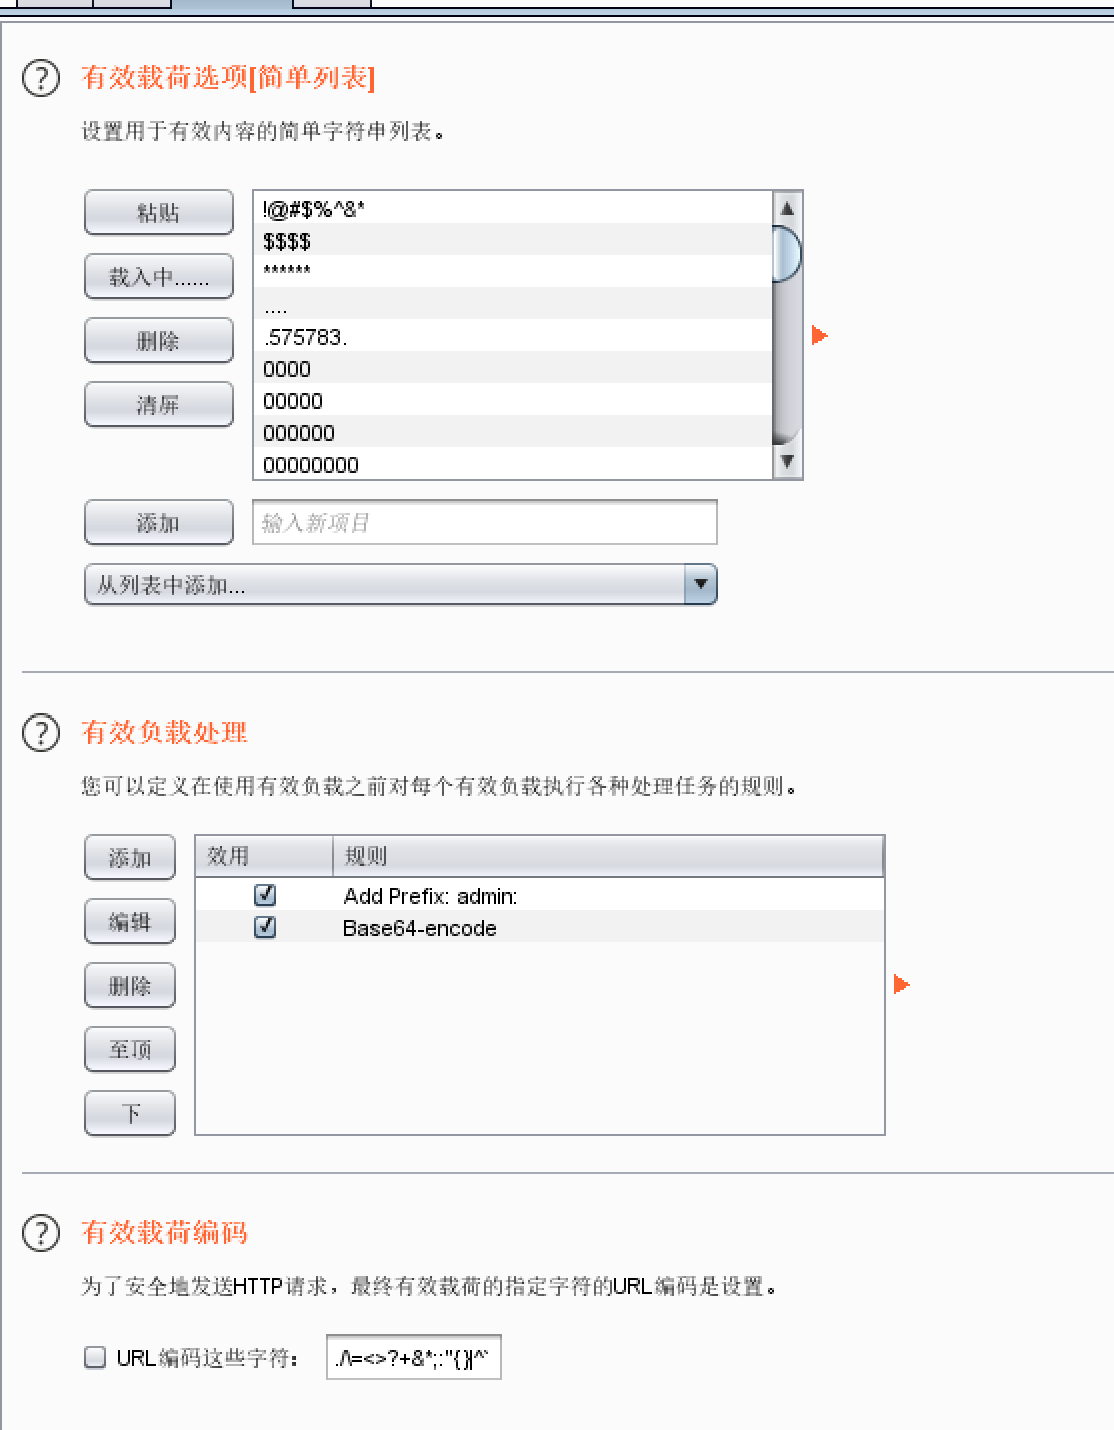 有效载荷选项[简单列表]
设置用于有效内容的简单字符串列表。
粘贴
载入中......
删除
清屏
!@#$%^&*
$$$$
******
....
.575783.
0000
00000
000000
00000000
添加
输入新项目
从列表中添加...
有效负载处理
您可以定义在使用有效负载之前对每个有效负载执行各种处理任务的规则。
添加
编辑
删除
至顶
下
效用 规则
Add Prefix: admin:
Base64-encode
有效载荷编码
为了安全地发送HTTP请求，最终有效载荷的指定字符的URL编码是设置。
URL编码这些字符： ./\=<>?+&*;:"{}|^`